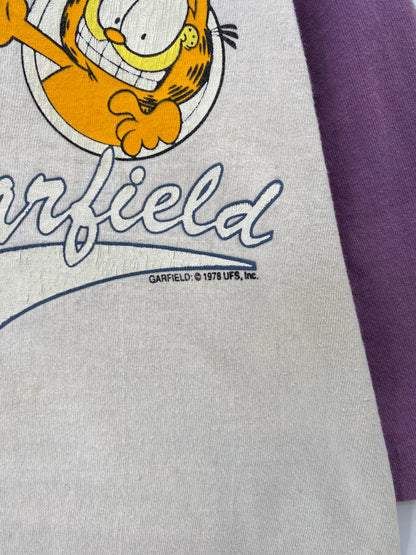 arfield
GARFIELD: © 1978 UFS, Inc.